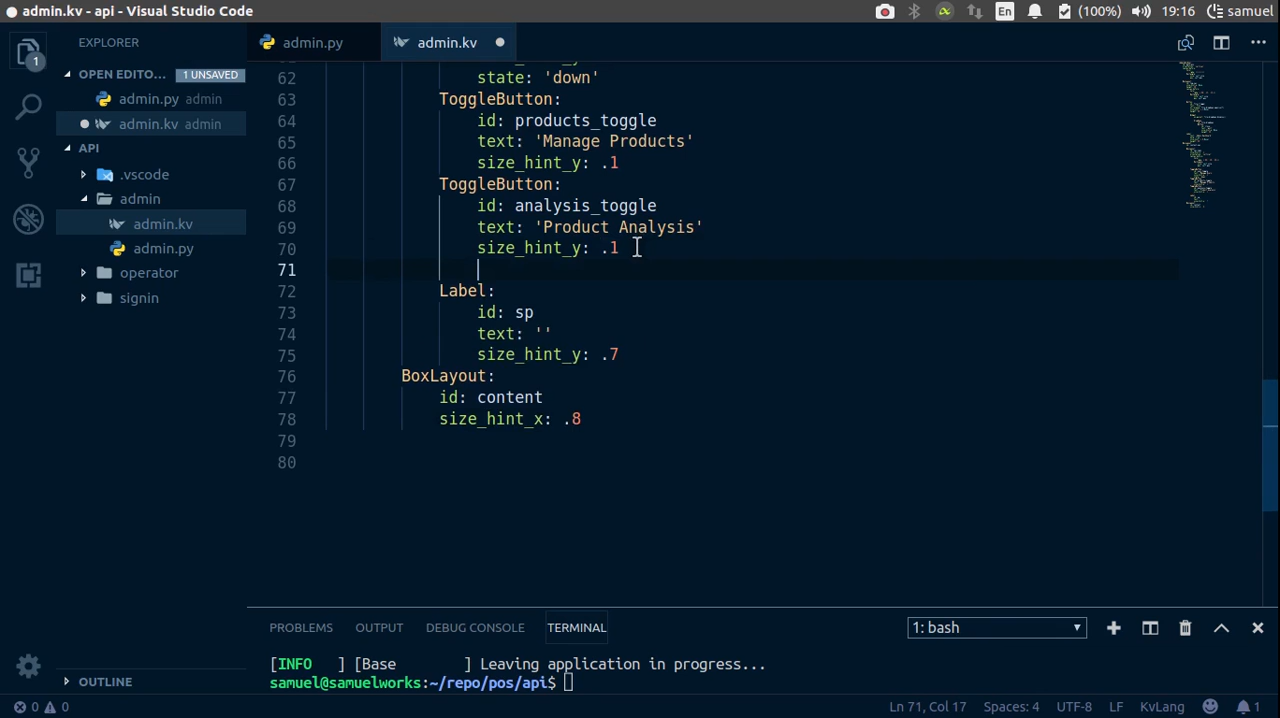 admin.kv - api - Visual Studio Code
En
(100%)
19:16
samuel
EXPLORER
admin.py
admin.kv
OPEN EDITO...
1 UNSAVED
admin.py admin
admin.kv admin
API
.vscode
admin
admin.kv
admin.py
operator
signin
OUTLINE
1
62 state: 'down'
63 ToggleButton:
64 id: products_toggle
65 text: 'Manage Products'
66 size_hint_y: .1
67 ToggleButton:
68 id: analysis_toggle
69 text: 'Product Analysis'
70 size_hint_y: .1
71
72 Label:
73 id: sp
74 text: ''
75 size_hint_y: .7
76 BoxLayout:
77 id: content
78 size_hint_x: .8
79
80
PROBLEMS OUTPUT DEBUG CONSOLE TERMINAL
1: bash
[INFO ] [Base ] Leaving application in progress...
samuel@samuelworks:~/repo/pos/api$
0 0
Ln 71, Col 17 Spaces: 4 UTF-8 LF KvLang 1